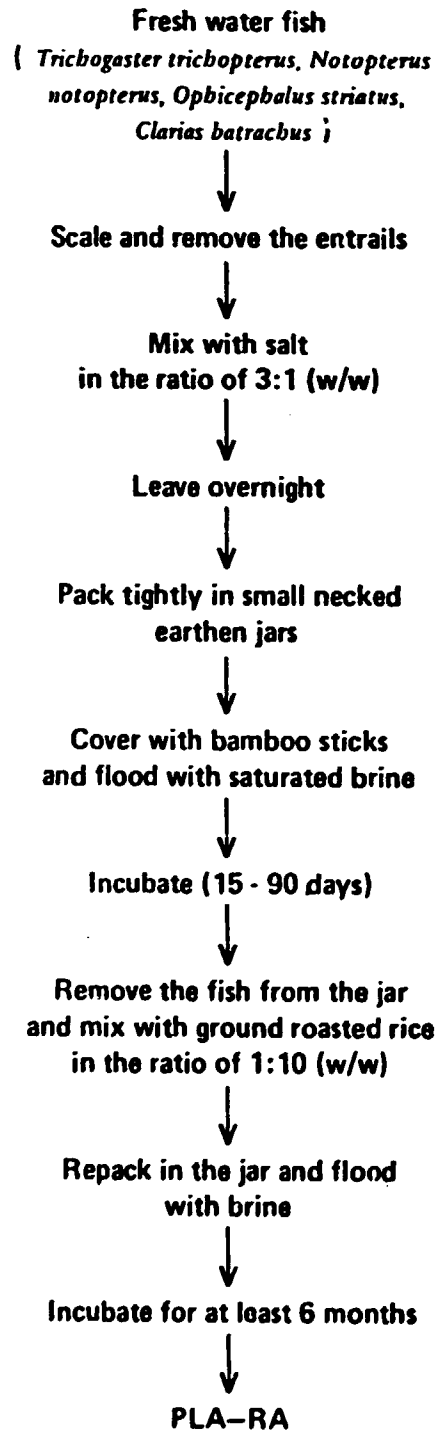 Fresh water fish
( Trichogaster trichopterus, Notopterus
notopterus, Ophicephalus striatus,
Clarias batrachus )
Scale and remove the entrails
Mix with salt
in the ratio of 3:1 (w/w)
Leave overnight
Pack tightly in small necked
earthen jars
Cover with bamboo sticks
and flood with saturated brine
Incubate (15 - 90 days)
Remove the fish from the jar
and mix with ground roasted rice
in the ratio of 1:10 (w/w)
Repack in the jar and flood
with brine
Incubate for at least 6 months
PLA-RA